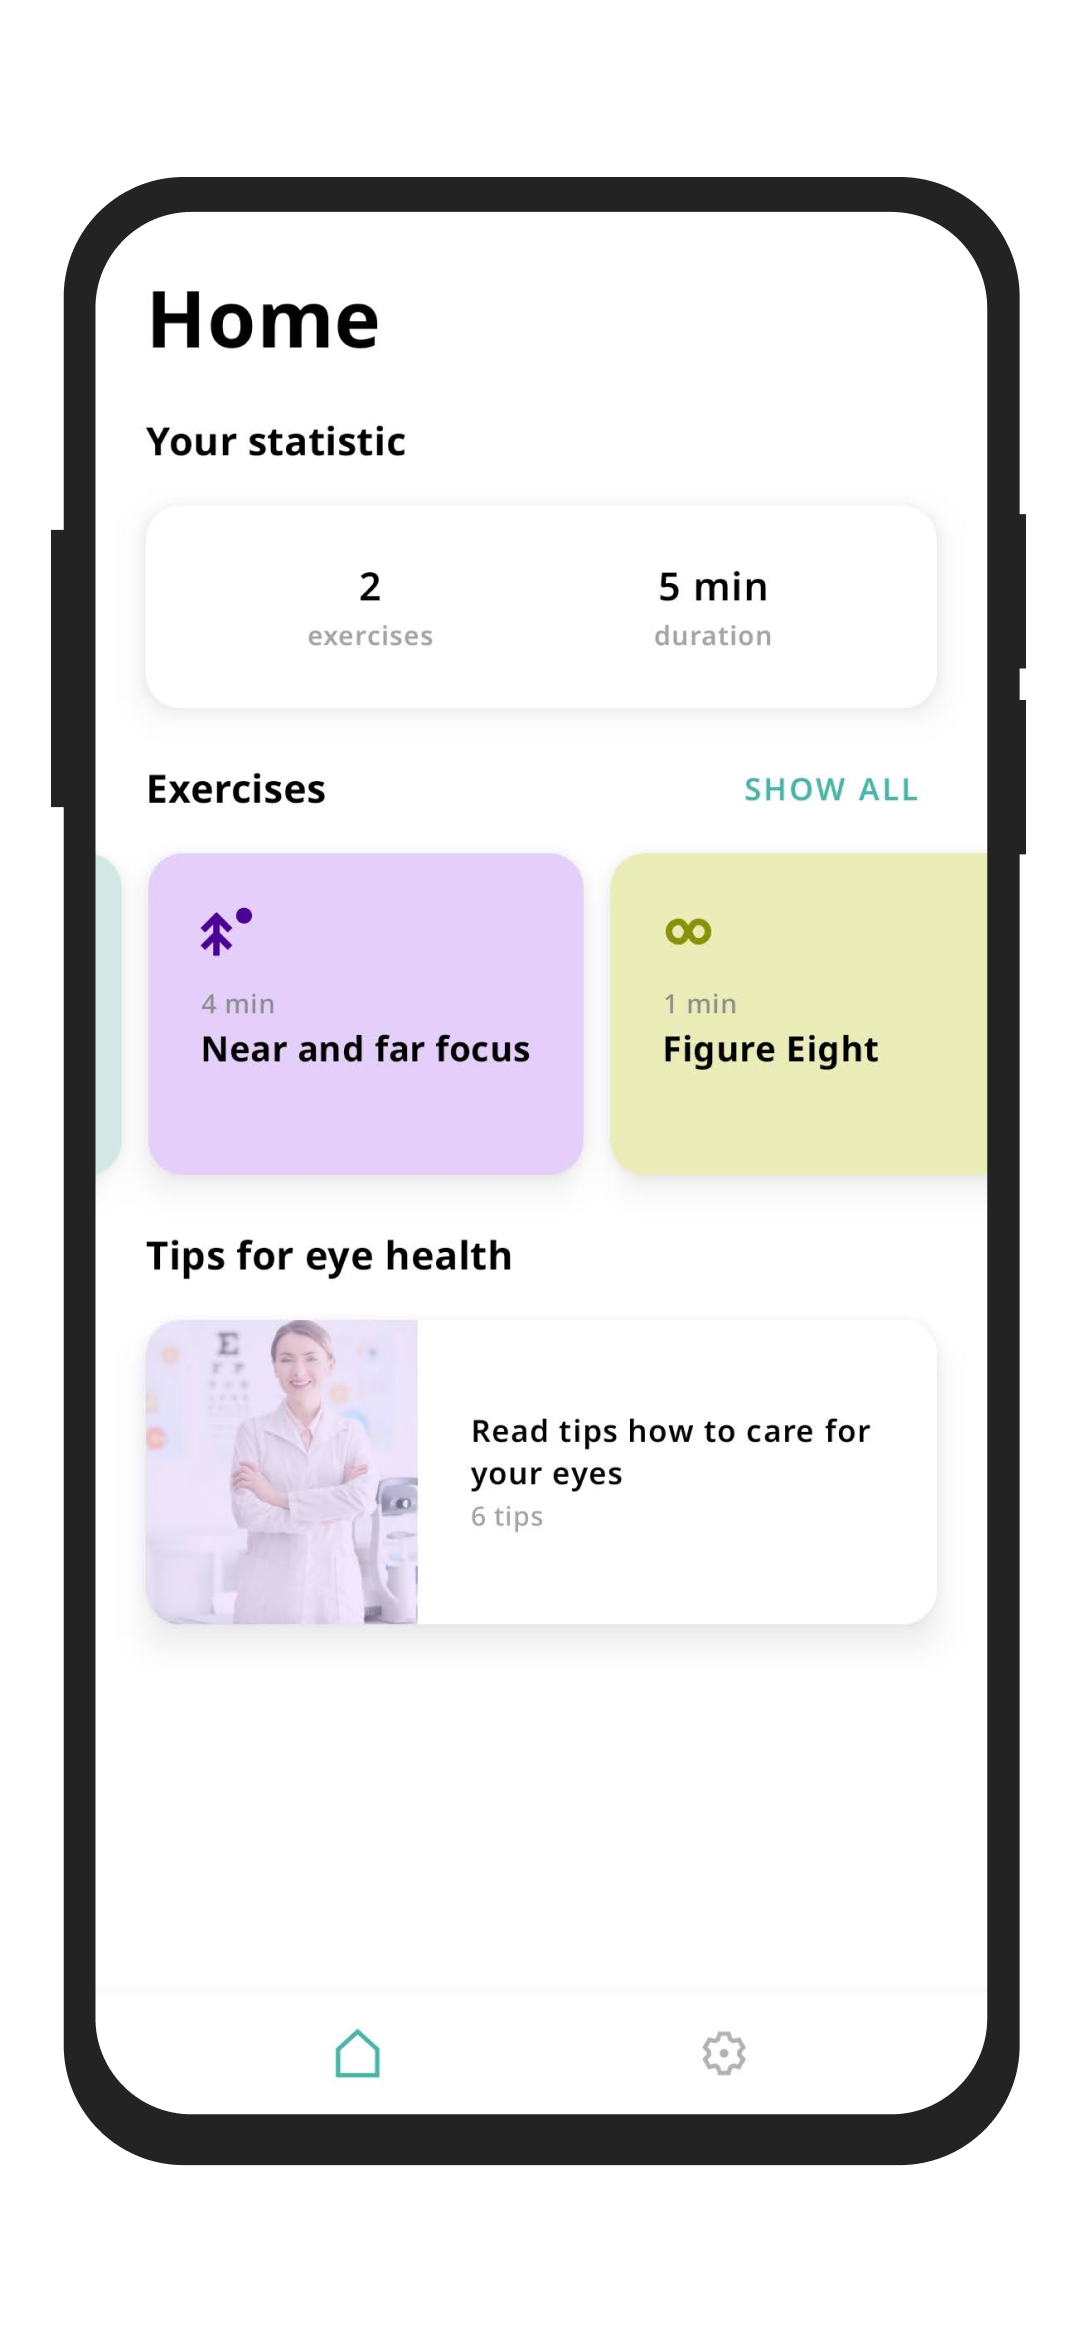 Home
Your statistic
2
exercises
5 min
duration
Exercises
SHOW ALL
4 min
Near and far focus
1 min
Figure Eight
Tips for eye health
E
F P
Read tips how to care for
your eyes
6 tips